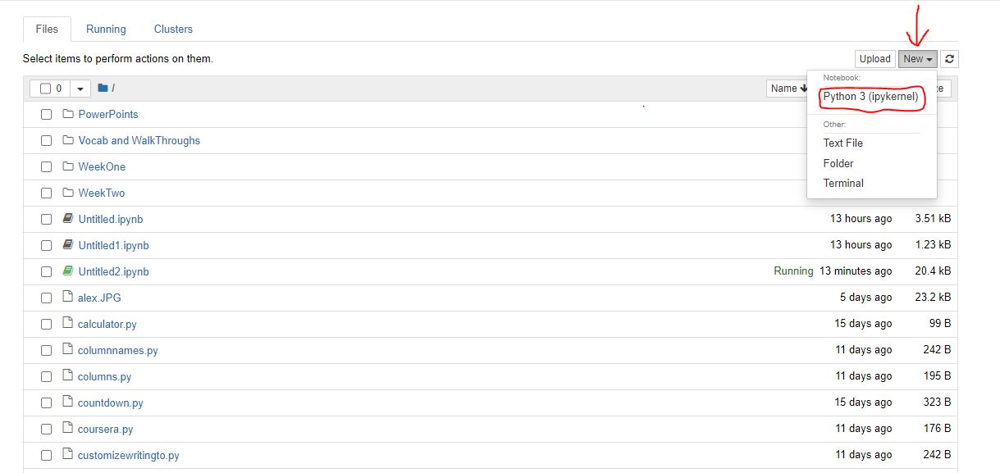 Files Running Clusters
Select items to perform actions on them.
Upload New
0 / Name ze
Notebook:
Python 3 (ipykernel)
Other:
Text File
Folder
Terminal
PowerPoints
Vocab and WalkThroughs
WeekOne
WeekTwo
Untitled.ipynb 13 hours ago 3.51 kB
Untitled1.ipynb 13 hours ago 1.23 kB
Untitled2.ipynb Running 13 minutes ago 20.4 kB
alex.JPG 5 days ago 23.2 kB
calculator.py 15 days ago 99 B
columnnames.py 11 days ago 242 B
columns.py 11 days ago 195 B
countdown.py 15 days ago 323 B
coursera.py 11 days ago 176 B
customizewritingto.py 11 days ago 242 B